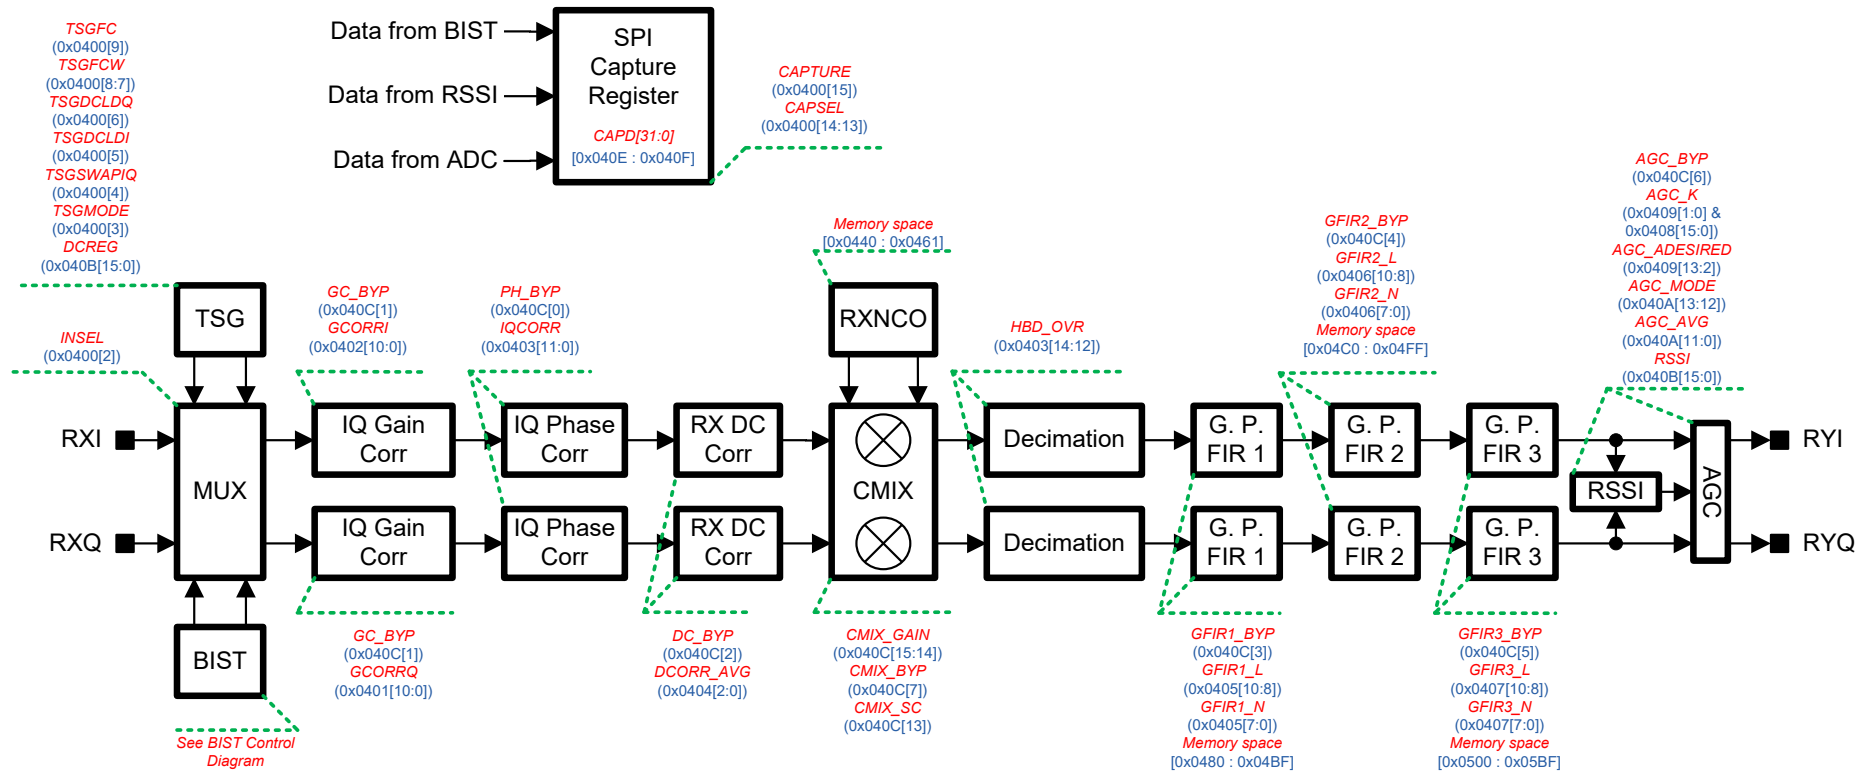 TSGFC
(0x0400[9])
TSGFCW
(0x0400[8:7])
TSGDCLDQ
(0x0400[6])
TSGDCLDI
(0x0400[5])
TSGSWAPIQ
(0x0400[4])
TSGMODE
(0x0400[3])
DCREG
(0x040B[15:0])
Data from BIST
Data from RSSI
Data from ADC
SPI
Capture
Register
CAPD[31:0]
[0x040E : 0x040F]
CAPTURE
(0x0400[15])
CAPSEL
(0x0400[14:13])
Memory space
[0x0440 : 0x0461]
GFIR2_BYP
(0x040C[4])
GFIR2_L
(0x0406[10:8])
GFIR2_N
(0x0406[7:0])
Memory space
[0x04C0 : 0x04FF]
AGC_BYP
(0x040C[6])
AGC_K
(0x0409[1:0] &
0x0408[15:0])
AGC_ADESIRED
(0x0409[13:2])
AGC_MODE
(0x040A[13:12])
AGC_AVG
(0x040A[11:0])
RSSI
(0x040B[15:0])
INSEL
(0x0400[2])
TSG
GC_BYP
(0x040C[1])
GCORRI
(0x0402[10:0])
PH_BYP
(0x040C[0])
IQCORR
(0x0403[11:0])
RXNCO
HBD_OVR
(0x0403[14:12])
RXI
RXQ
MUX
IQ Gain
Corr
IQ Phase
Corr
RX DC
Corr
CMIX
Decimation
G. P.
FIR 1
G. P.
FIR 2
G. P.
FIR 3
RSSI
AGC
RYI
IQ Gain
Corr
IQ Phase
Corr
RX DC
Corr
Decimation
G. P.
FIR 1
G. P.
FIR 2
G. P.
FIR 3
RYQ
BIST
See BIST Control
Diagram
GC_BYP
(0x040C[1])
GCORRQ
(0x0401[10:0])
DC_BYP
(0x040C[2])
DCORR_AVG
(0x0404[2:0])
CMIX_GAIN
(0x040C[15:14])
CMIX_BYP
(0x040C[7])
CMIX_SC
(0x040C[13])
GFIR1_BYP
(0x040C[3])
GFIR1_L
(0x0405[10:8])
GFIR1_N
(0x0405[7:0])
Memory space
[0x0480 : 0x04BF]
GFIR3_BYP
(0x040C[5])
GFIR3_L
(0x0407[10:8])
GFIR3_N
(0x0407[7:0])
Memory space
[0x0500 : 0x05BF]